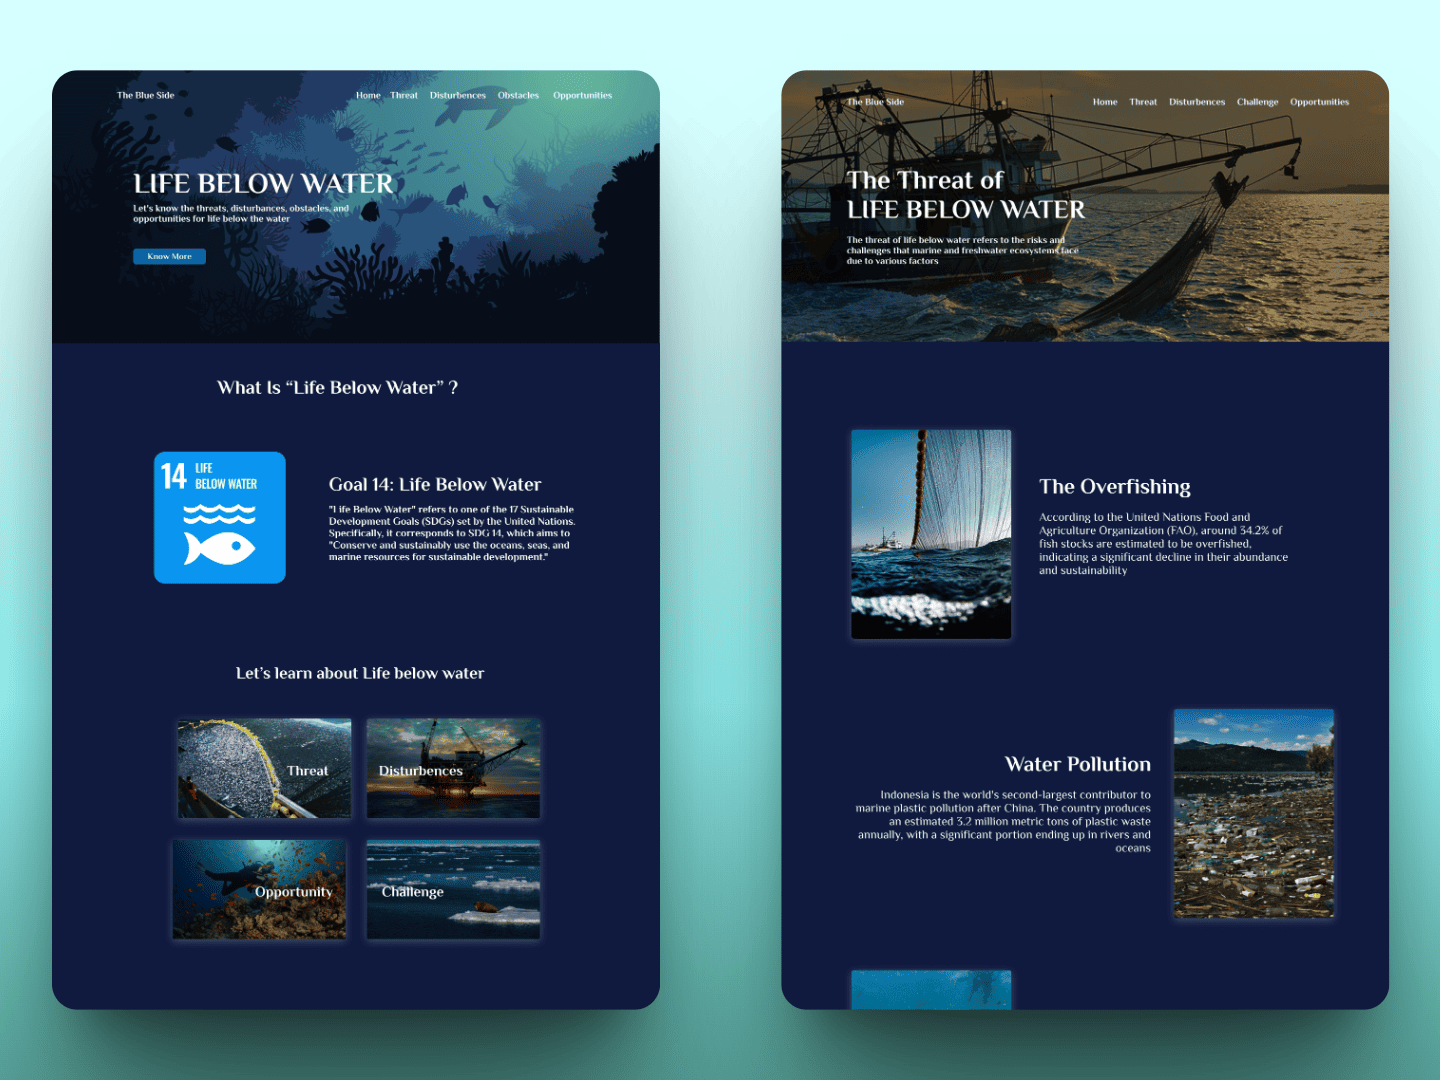 The Blue Side
Home Threat Disturbences Obstacles Opportunities
LIFE BELOW WATER
Let's know the threats, disturbances, obstacles, and
opportunities for life below the water
Know More
What Is “Life Below Water” ?
14 LIFE
BELOW WATER
Goal 14: Life Below Water
"Life Below Water" refers to one of the 17 Sustainable
Development Goals (SDGs) set by the United Nations.
Specifically, it corresponds to SDG 14, which aims to
"Conserve and sustainably use the oceans, seas, and
marine resources for sustainable development."
Let’s learn about Life below water
Threat
Disturbences
Opportunity
Challenge
The Blue Side
Home Threat Disturbences Challenge Opportunities
The Threat of
LIFE BELOW WATER
The threat of life below water refers to the risks and
challenges that marine and freshwater ecosystems face
due to various factors
The Overfishing
According to the United Nations Food and
Agriculture Organization (FAO), around 34.2% of
fish stocks are estimated to be overfished,
indicating a significant decline in their abundance
and sustainability
Water Pollution
Indonesia is the world's second-largest contributor to
marine plastic pollution after China. The country produces
an estimated 3.2 million metric tons of plastic waste
annually, with a significant portion ending up in rivers and
oceans